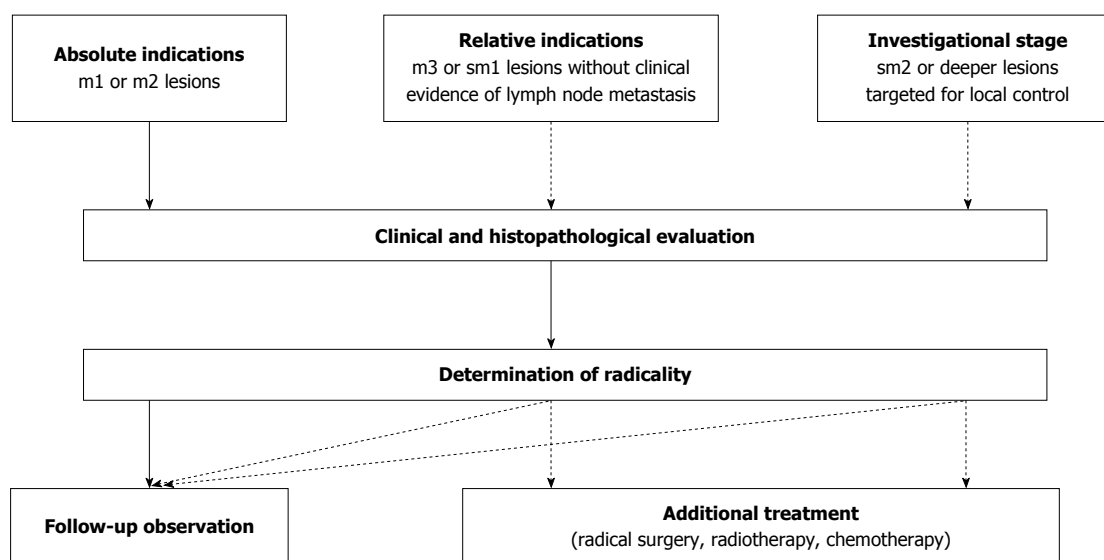 Absolute indications
m1 or m2 lesions
Relative indications
m3 or sm1 lesions without clinical
evidence of lymph node metastasis
Investigational stage
sm2 or deeper lesions
targeted for local control
Clinical and histopathological evaluation
Determination of radicality
Follow-up observation
Additional treatment
(radical surgery, radiotherapy, chemotherapy)